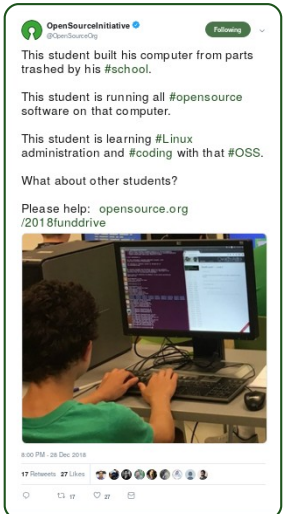 OpenSourceInitiative
@OpenSourceOrg
Following
This student built his computer from parts
trashed by his #school.
This student is running all #opensource
software on that computer.
This student is learning #Linux
administration and #coding with that #OSS.
What about other students?
Please help: opensource.org
/2018funddrive
8:00 PM - 26 Dec 2018
17 Retweets 27 Likes
17 27